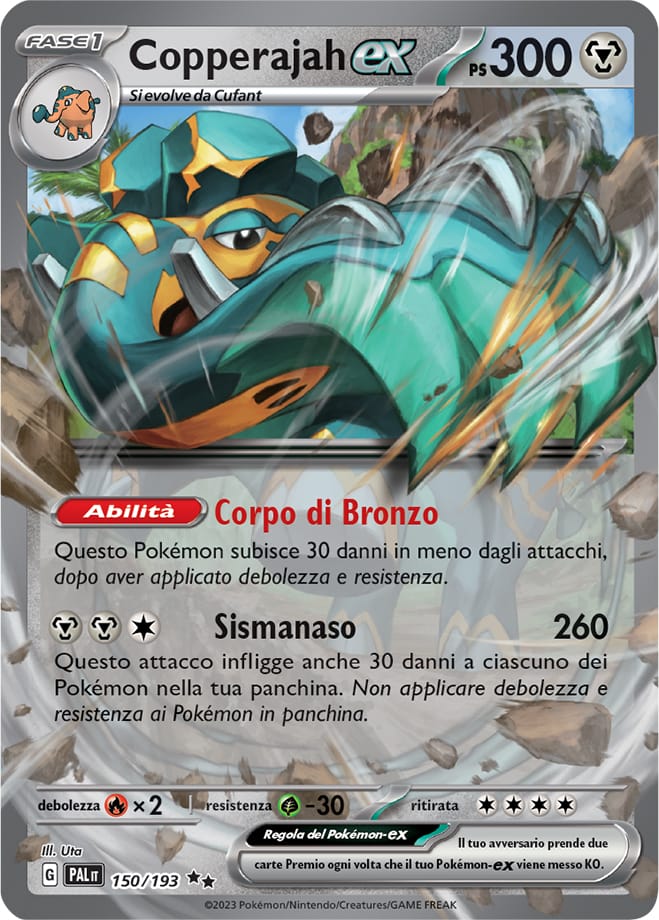 FASE 1
Copperajah ex
PS 300
Si evolve da Cufant
Abilità Corpo di Bronzo
Questo Pokémon subisce 30 danni in meno dagli attacchi,
dopo aver applicato debolezza e resistenza.
Sismanaso 260
Questo attacco infligge anche 30 danni a ciascuno dei
Pokémon nella tua panchina. Non applicare debolezza e
resistenza ai Pokémon in panchina.
debolezza ×2 resistenza -30 ritirata
Regola del Pokémon-ex Il tuo avversario prende due
carte Premio ogni volta che il tuo Pokémon-ex viene messo KO.
Ill. Uta
G PAL IT 150/193
©2023 Pokémon/Nintendo/Creatures/GAME FREAK